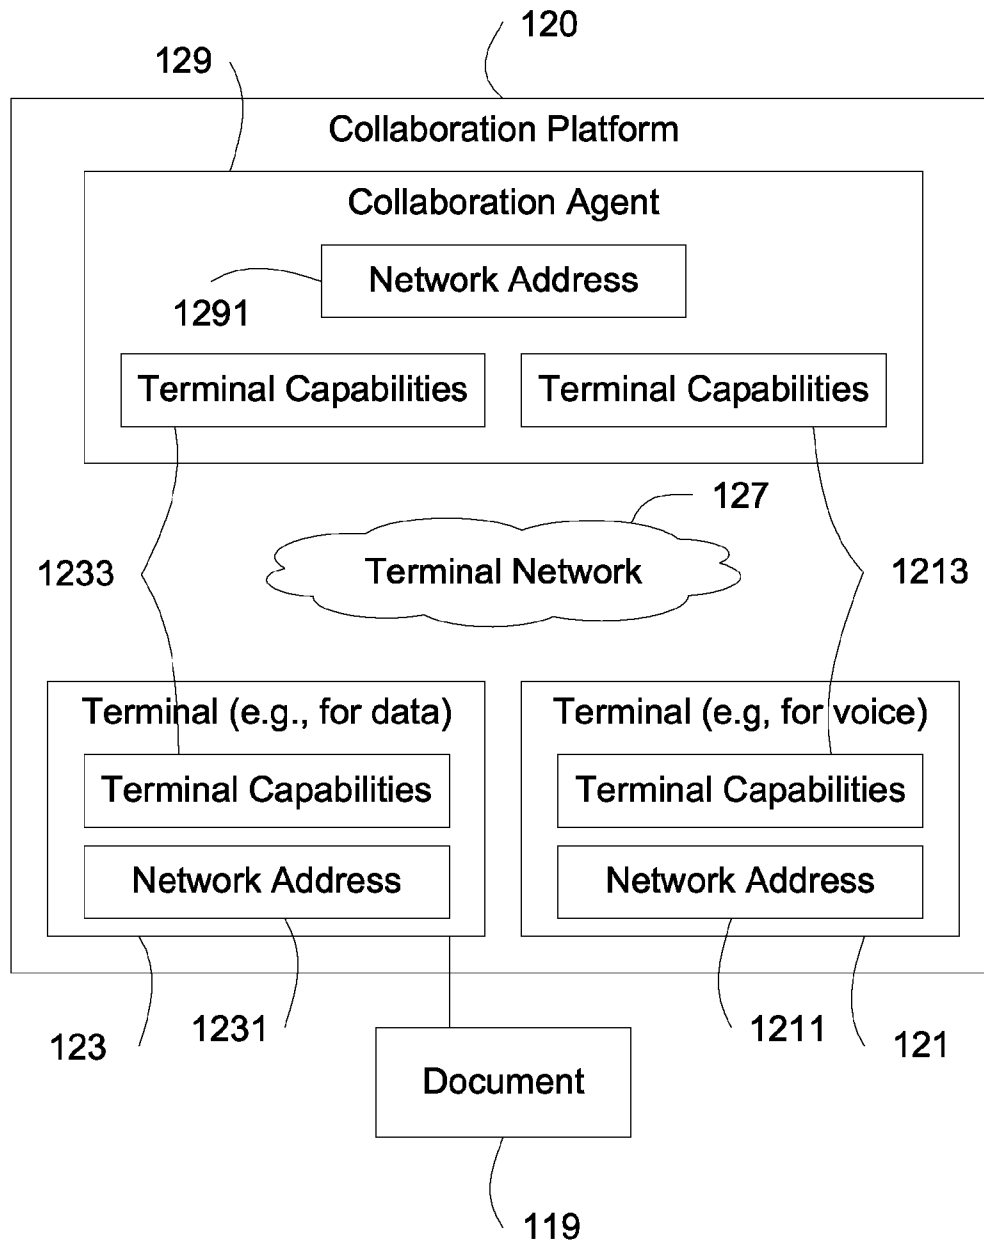 120
129
Collaboration Platform
Collaboration Agent
Network Address
1291
Terminal Capabilities
Terminal Capabilities
127
1233
Terminal Network
1213
Terminal (e.g., for data)
Terminal (e.g, for voice)
Terminal Capabilities
Terminal Capabilities
Network Address
Network Address
123
1231
1211
121
Document
119